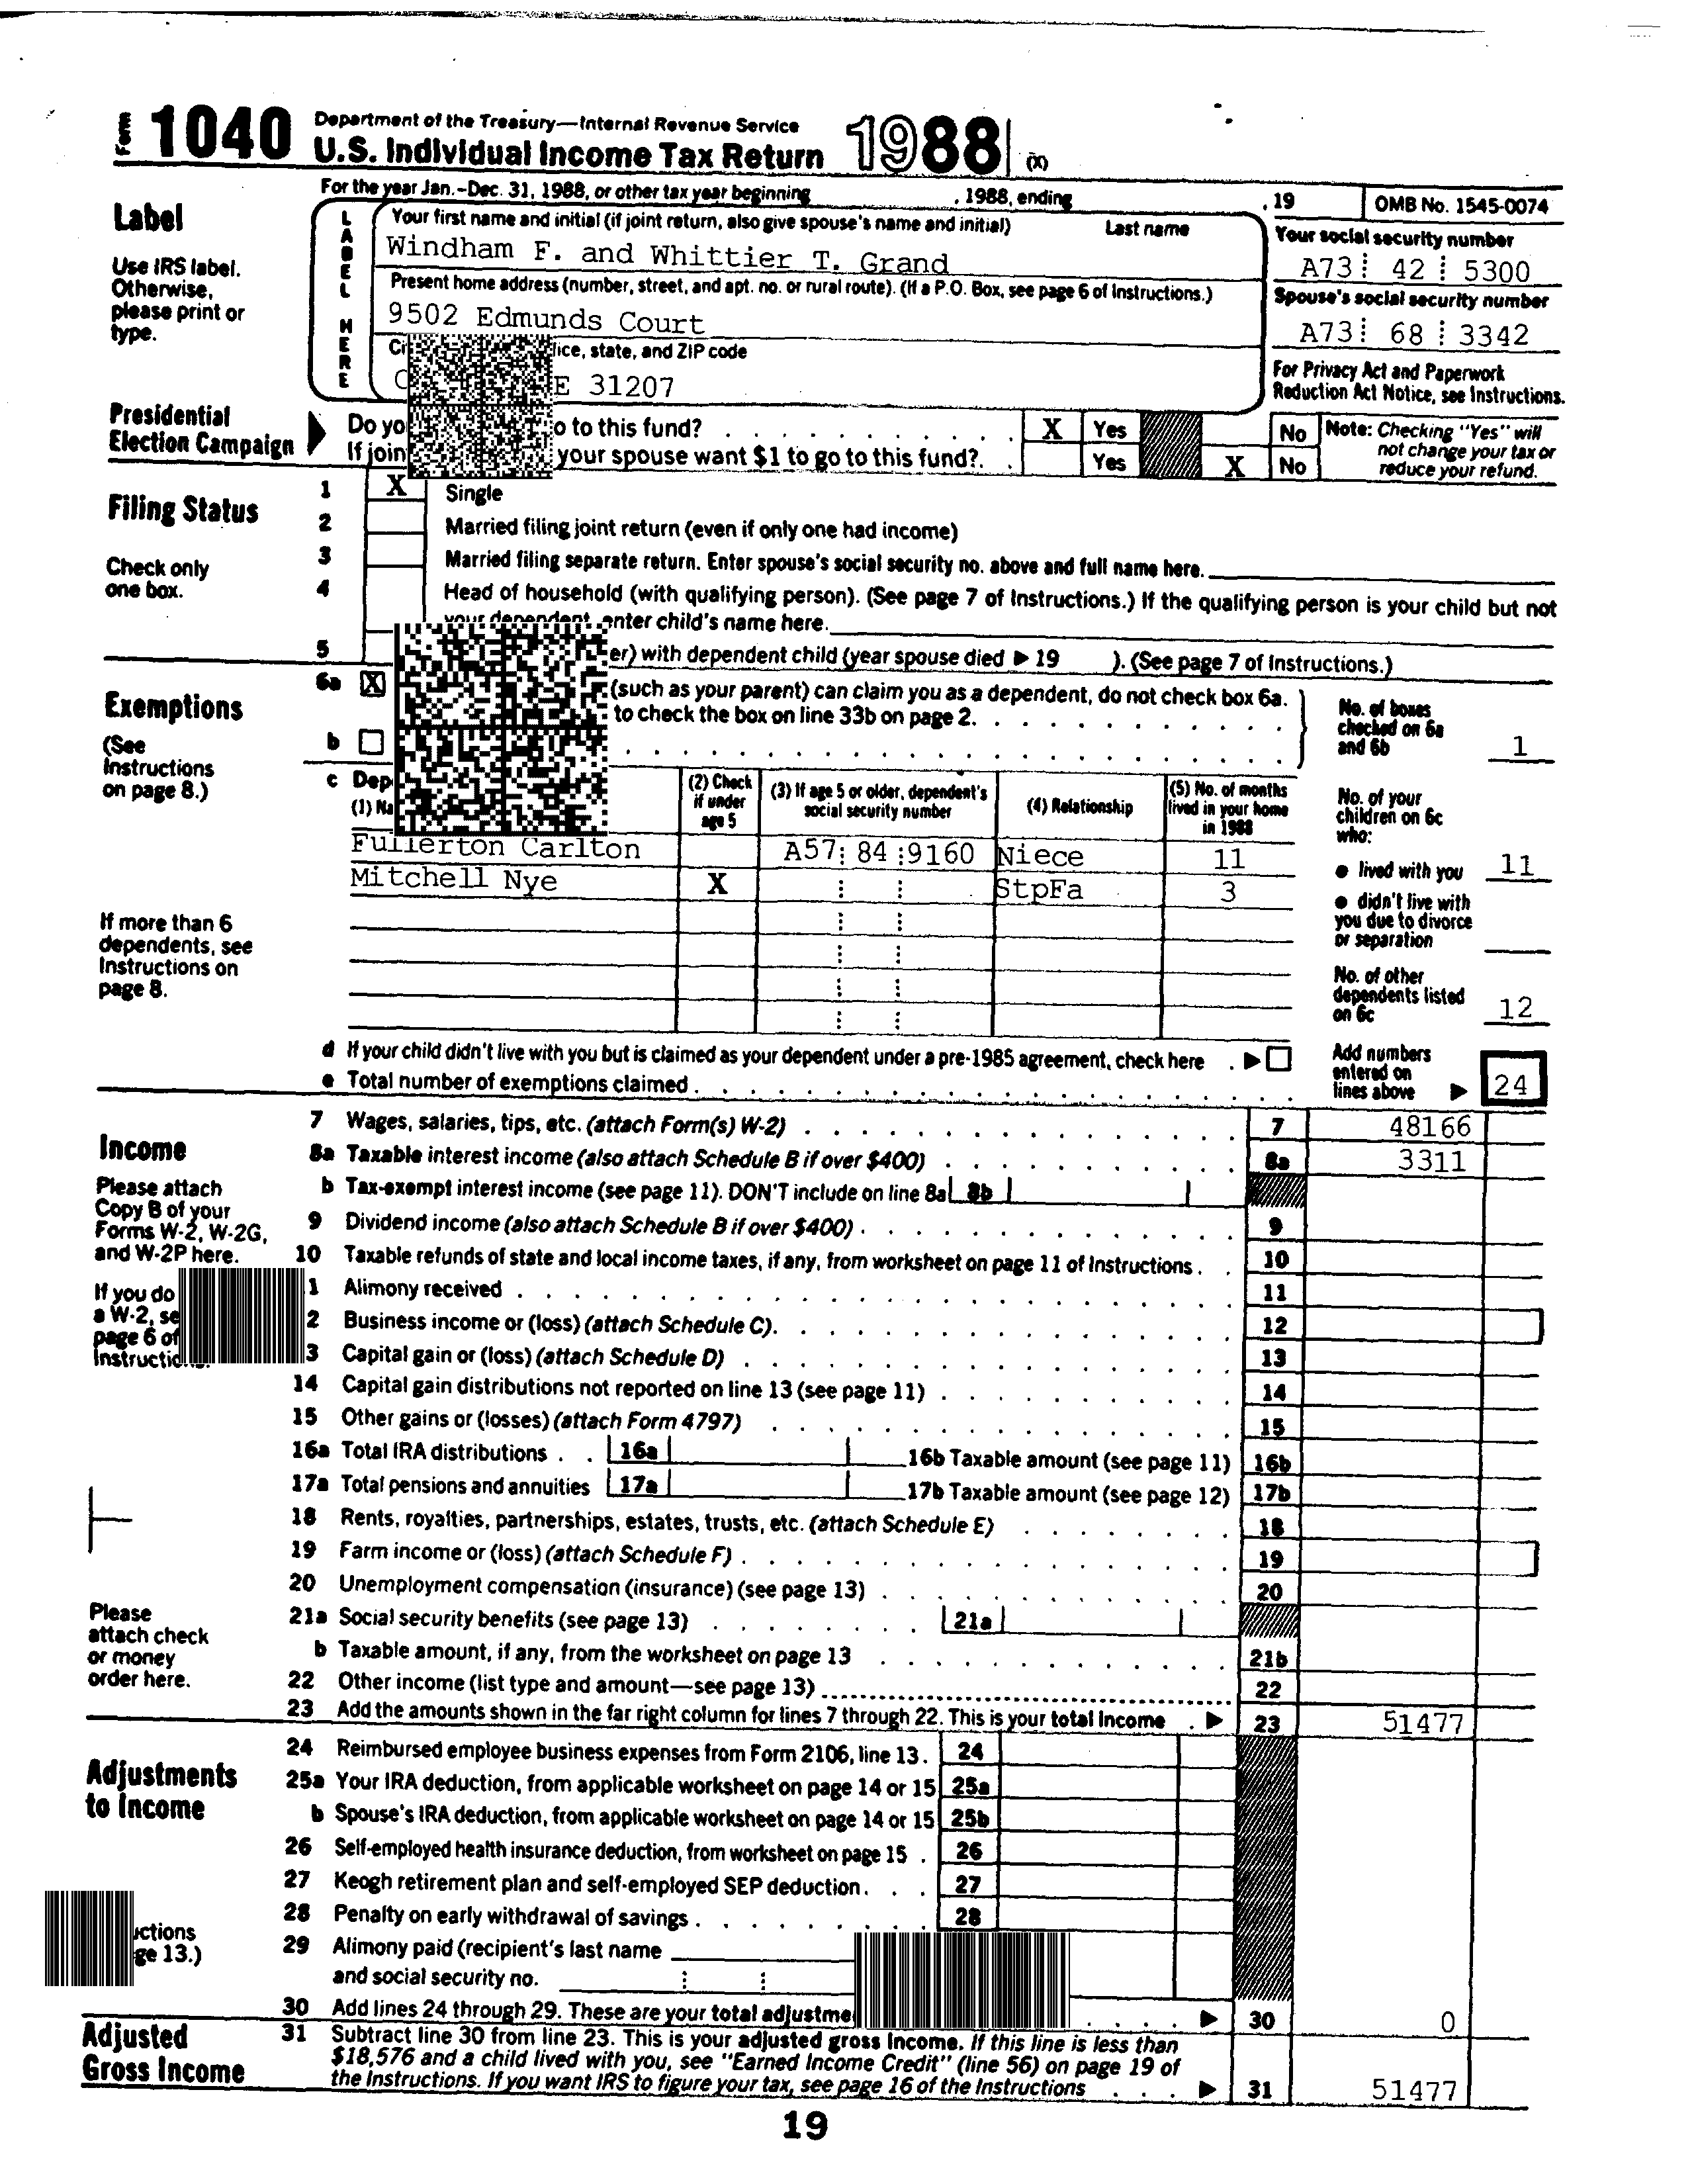 Form 1040 Department of the Treasury—Internal Revenue Service
U.S. Individual Income Tax Return 1988 (X)
For the year Jan.-Dec. 31, 1988, or other tax year beginning , 1988, ending , 19 OMB No. 1545-0074
Label
Use IRS label.
Otherwise,
please print or
type.
LABEL HERE
Your first name and initial (if joint return, also give spouse's name and initial) Last name
Windham F. and Whittier T. Grand
Present home address (number, street, and apt. no. or rural route). (If a P.O. Box, see page 6 of Instructions.)
9502 Edmunds Court
ice, state, and ZIP code
E 31207
Your social security number
A73 42 5300
Spouse's social security number
A73 68 3342
For Privacy Act and Paperwork
Reduction Act Notice, see Instructions.
Presidential
Election Campaign
Do yo o to this fund? . . . X Yes No
If join your spouse want $1 to go to this fund? . . Yes X No
Note: Checking "Yes" will
not change your tax or
reduce your refund.
Filing Status
Check only
one box.
1 X Single
2 Married filing joint return (even if only one had income)
3 Married filing separate return. Enter spouse's social security no. above and full name here.
4 Head of household (with qualifying person). (See page 7 of Instructions.) If the qualifying person is your child but not
your dependent, enter child's name here.
5 er) with dependent child (year spouse died ▶ 19 ). (See page 7 of Instructions.)
Exemptions
(See
Instructions
on page 8.)
6a X (such as your parent) can claim you as a dependent, do not check box 6a.
to check the box on line 33b on page 2. . . .
b
No. of boxes
checked on 6a
and 6b 1
c Dep
(1) Na
(2) Check
if under
age 5
(3) If age 5 or older, dependent's
social security number
(4) Relationship
(5) No. of months
lived in your home
in 1988
Fullerton Carlton A57 84 9160 Niece 11
Mitchell Nye X StpFa 3
If more than 6
dependents, see
Instructions on
page 8.
No. of your
children on 6c
who:
● lived with you 11
● didn't live with
you due to divorce
or separation
No. of other
dependents listed
on 6c 12
d If your child didn't live with you but is claimed as your dependent under a pre-1985 agreement, check here . ▶
e Total number of exemptions claimed . . .
Add numbers
entered on
lines above ▶ 24
Income
Please attach
Copy B of your
Forms W-2, W-2G,
and W-2P here.
If you do
a W-2, se
page 6 of
Instructio
7 Wages, salaries, tips, etc. (attach Form(s) W-2) . . . 7 48166
8a Taxable interest income (also attach Schedule B if over $400) . . . 8a 3311
b Tax-exempt interest income (see page 11). DON'T include on line 8a 8b
9 Dividend income (also attach Schedule B if over $400) . . . 9
10 Taxable refunds of state and local income taxes, if any, from worksheet on page 11 of Instructions . . 10
1 Alimony received . . . 11
2 Business income or (loss) (attach Schedule C). . . . 12
3 Capital gain or (loss) (attach Schedule D) . . . 13
14 Capital gain distributions not reported on line 13 (see page 11) . . . 14
15 Other gains or (losses) (attach Form 4797) . . . 15
16a Total IRA distributions . . 16a 16b Taxable amount (see page 11) 16b
17a Total pensions and annuities 17a 17b Taxable amount (see page 12) 17b
18 Rents, royalties, partnerships, estates, trusts, etc. (attach Schedule E) . . . 18
19 Farm income or (loss) (attach Schedule F) . . . 19
20 Unemployment compensation (insurance) (see page 13) . . . 20
21a Social security benefits (see page 13) . . . 21a
b Taxable amount, if any, from the worksheet on page 13 . . . 21b
Please
attach check
or money
order here.
22 Other income (list type and amount—see page 13) 22
23 Add the amounts shown in the far right column for lines 7 through 22. This is your total income . ▶ 23 51477
Adjustments
to Income
ictions
ge 13.)
24 Reimbursed employee business expenses from Form 2106, line 13 . 24
25a Your IRA deduction, from applicable worksheet on page 14 or 15 25a
b Spouse's IRA deduction, from applicable worksheet on page 14 or 15 25b
26 Self-employed health insurance deduction, from worksheet on page 15 . 26
27 Keogh retirement plan and self-employed SEP deduction . . . 27
28 Penalty on early withdrawal of savings . . . 28
29 Alimony paid (recipient's last name
and social security no.
30 Add lines 24 through 29. These are your total adjustme . . . ▶ 30 0
Adjusted
Gross Income
31 Subtract line 30 from line 23. This is your adjusted gross income. If this line is less than
$18,576 and a child lived with you, see "Earned Income Credit" (line 56) on page 19 of
the Instructions. If you want IRS to figure your tax, see page 16 of the Instructions . . . ▶ 31 51477
19